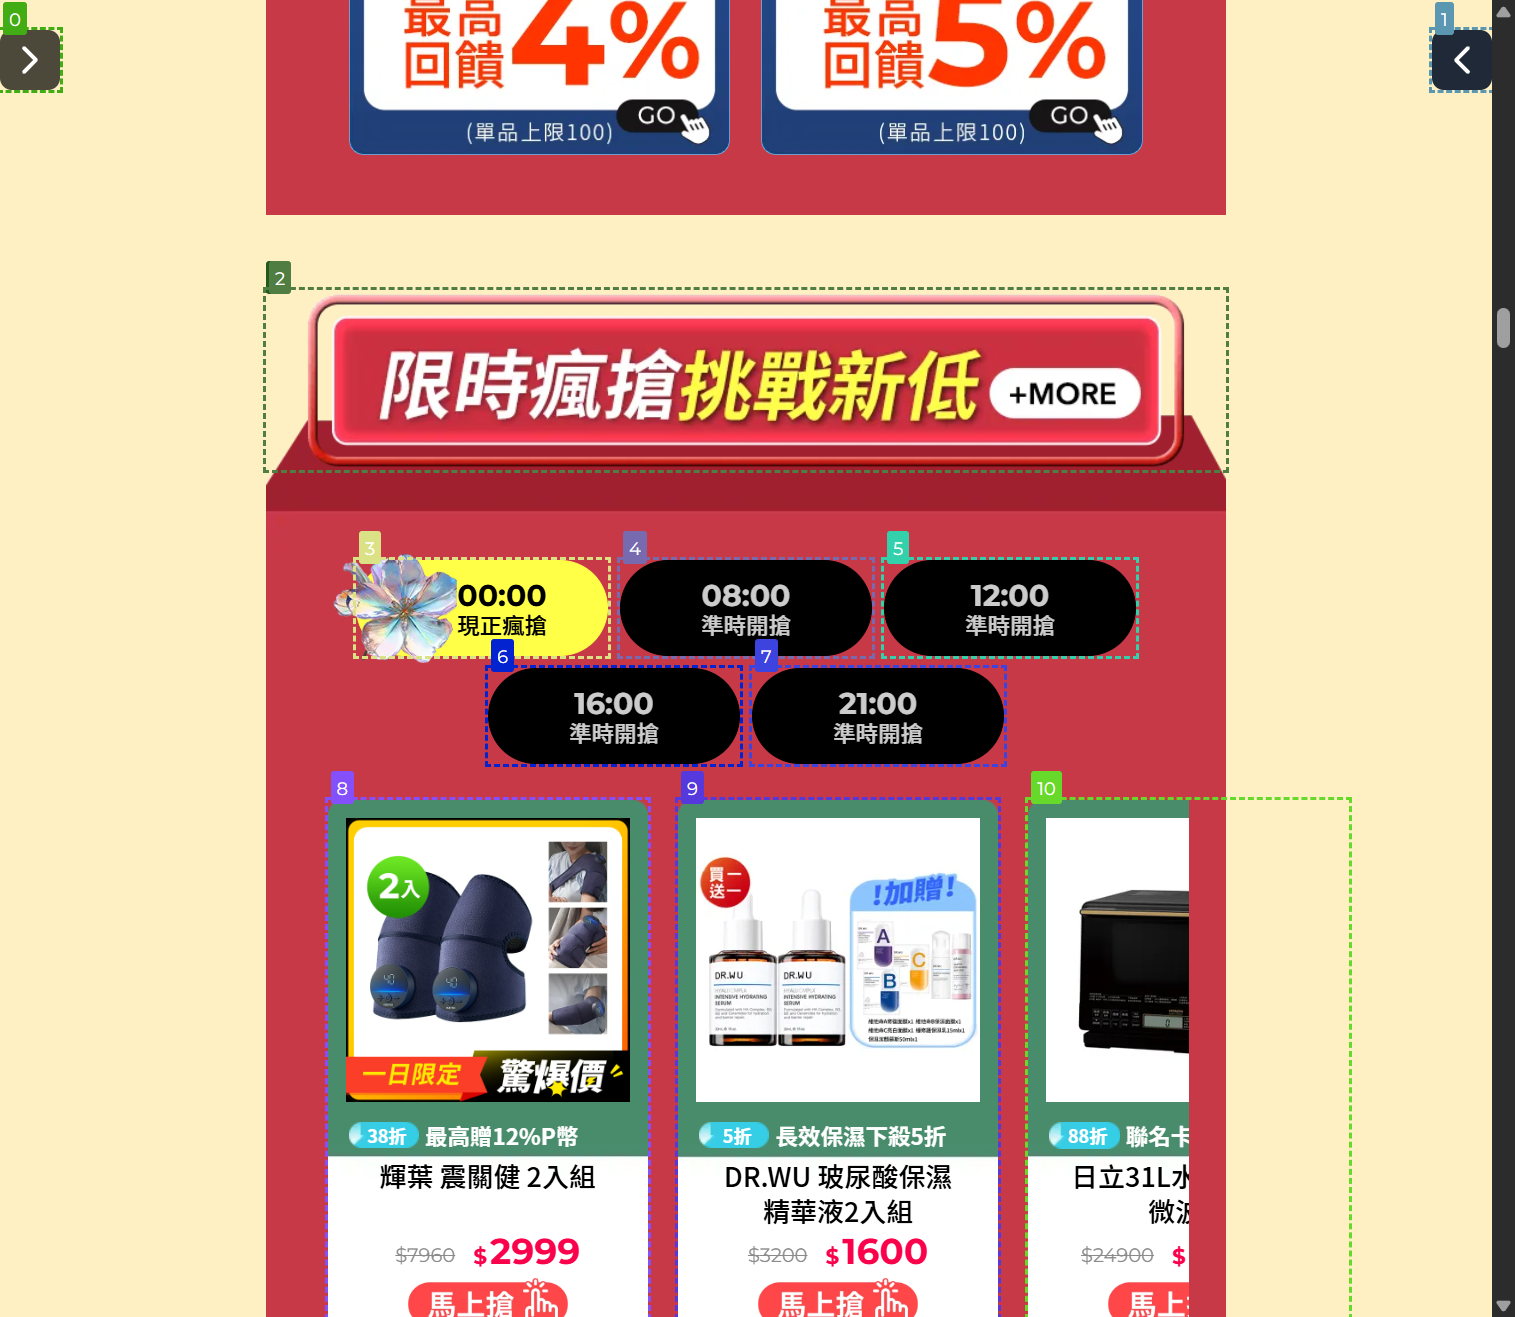 0
1
最高
回饋4%
GO
(單品上限100)
最高
回饋5%
GO
(單品上限100)
2
限時瘋搶挑戰新低
+MORE
3
00:00
現正瘋搶
4
08:00
準時開搶
5
12:00
準時開搶
6
16:00
準時開搶
7
21:00
準時開搶
8
2入
一日限定 驚爆價
38折 最高贈12%P幣
輝葉 震關健 2入組
$7960 $2999
馬上搶
9
買一
送一
!加贈!
A
C
B
DR.WU
INTENSIVE HYDRATING
SERUM
DR.WU
INTENSIVE HYDRATING
SERUM
5折 長效保濕下殺5折
DR.WU 玻尿酸保濕
精華液2入組
$3200 $1600
馬上搶
10
88折 聯名卡
日立31L水
微波
$24900 $
馬上